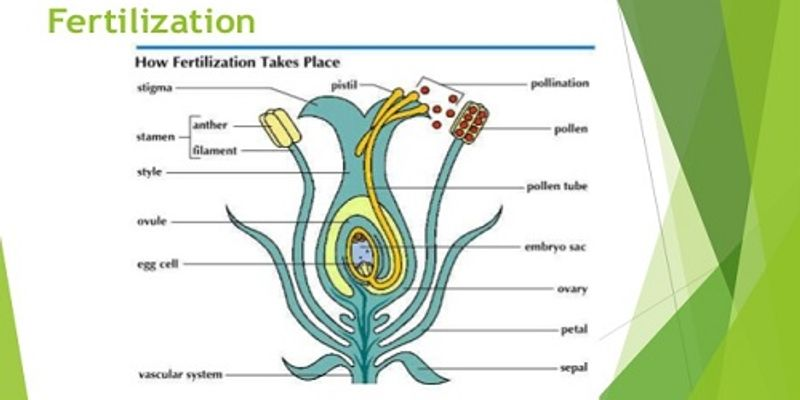 Fertilization
How Fertilization Takes Place
stigma
pistil
pollination
anther
pollen
stamen
filament
style
pollen tube
ovule
embryo sac
egg cell
ovary
petal
sepal
vascular system